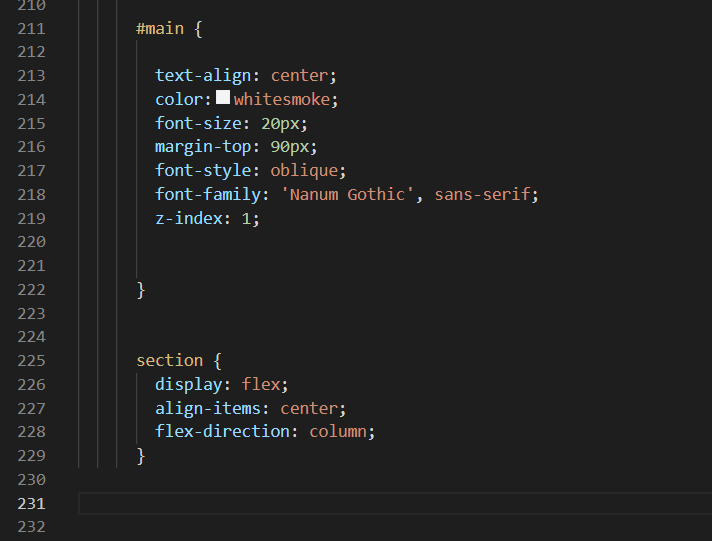 210
211 #main {
212
213 text-align: center;
214 color: whitesmoke;
215 font-size: 20px;
216 margin-top: 90px;
217 font-style: oblique;
218 font-family: 'Nanum Gothic', sans-serif;
219 z-index: 1;
220
221
222 }
223
224
225 section {
226 display: flex;
227 align-items: center;
228 flex-direction: column;
229 }
230
231
232